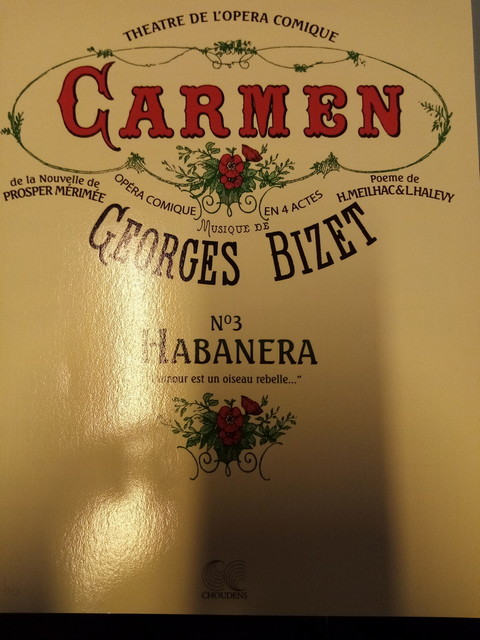 THEATRE DE L'OPERA COMIQUE
CARMEN
de la Nouvelle de
PROSPER MÉRIMÉE
OPÉRA COMIQUE EN 4 ACTES
Poeme de
H.MEILHAC & L.HALEVY
MUSIQUE DE
GEORGES BIZET
Nº3
HABANERA
amour est un oiseau rebelle..."
CHOUDENS